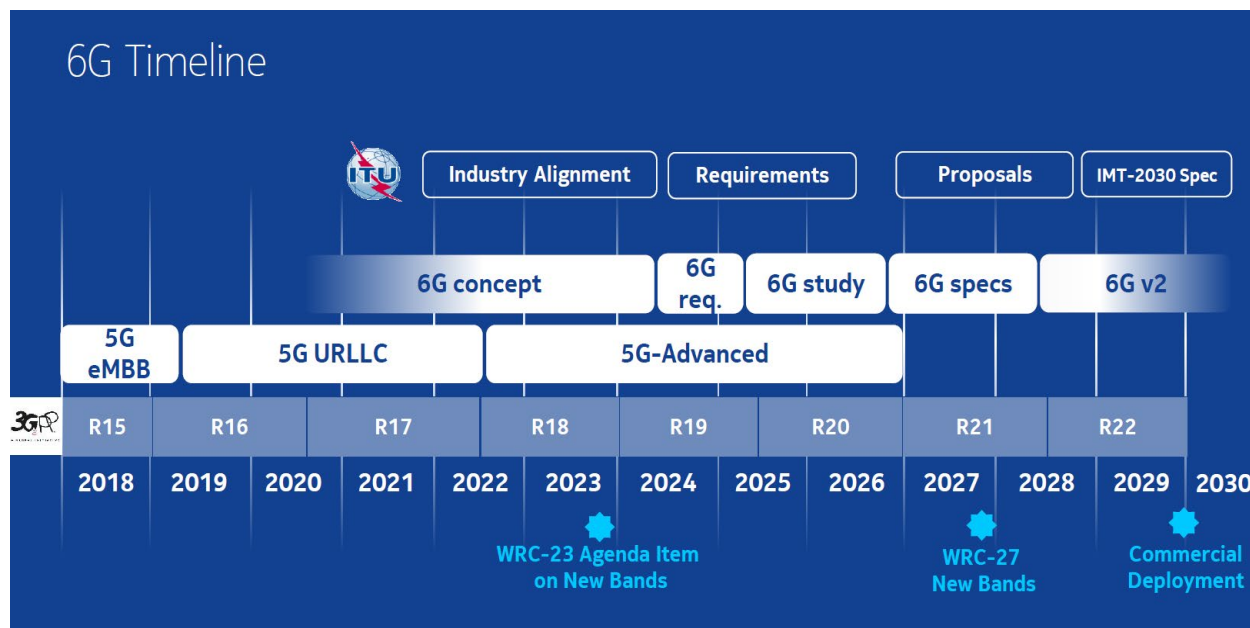 6G Timeline
ITU
Industry Alignment
Requirements
Proposals
IMT-2030 Spec
6G concept
6G
req.
6G study
6G specs
6G v2
5G
eMBB
5G URLLC
5G-Advanced
3GPP
R15
R16
R17
R18
R19
R20
R21
R22
2018
2019
2020
2021
2022
2023
2024
2025
2026
2027
2028
2029
2030
WRC-23 Agenda Item
on New Bands
WRC-27
New Bands
Commercial
Deployment